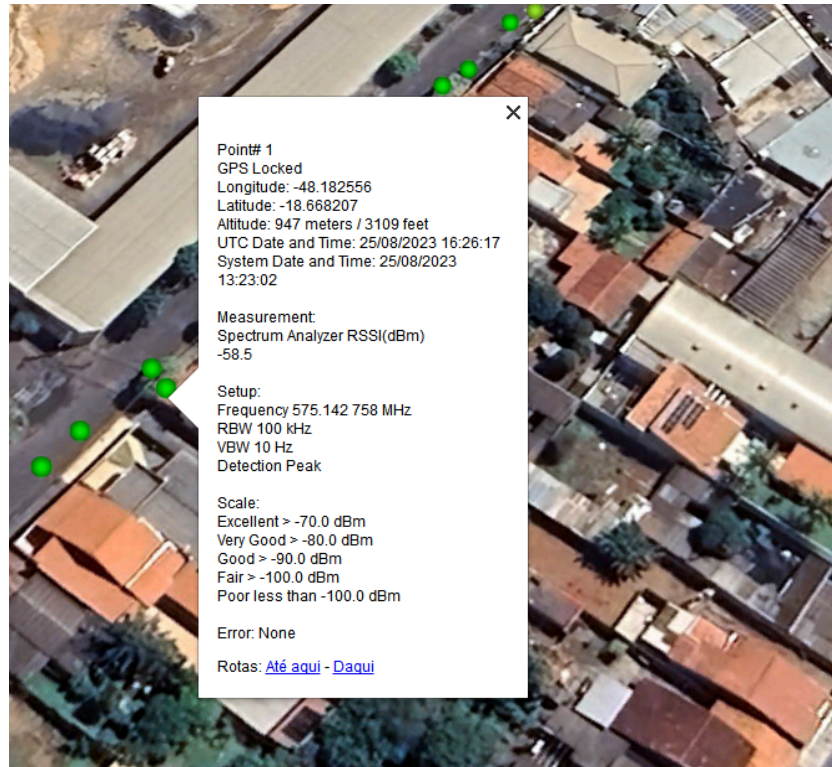 Point# 1
GPS Locked
Longitude: -48.182556
Latitude: -18.668207
Altitude: 947 meters / 3109 feet
UTC Date and Time: 25/08/2023 16:26:17
System Date and Time: 25/08/2023
13:23:02
Measurement:
Spectrum Analyzer RSSI(dBm)
-58.5
Setup:
Frequency 575.142 758 MHz
RBW 100 kHz
VBW 10 Hz
Detection Peak
Scale:
Excellent > -70.0 dBm
Very Good > -80.0 dBm
Good > -90.0 dBm
Fair > -100.0 dBm
Poor less than -100.0 dBm
Error: None
Rotas: Até aqui - Daqui